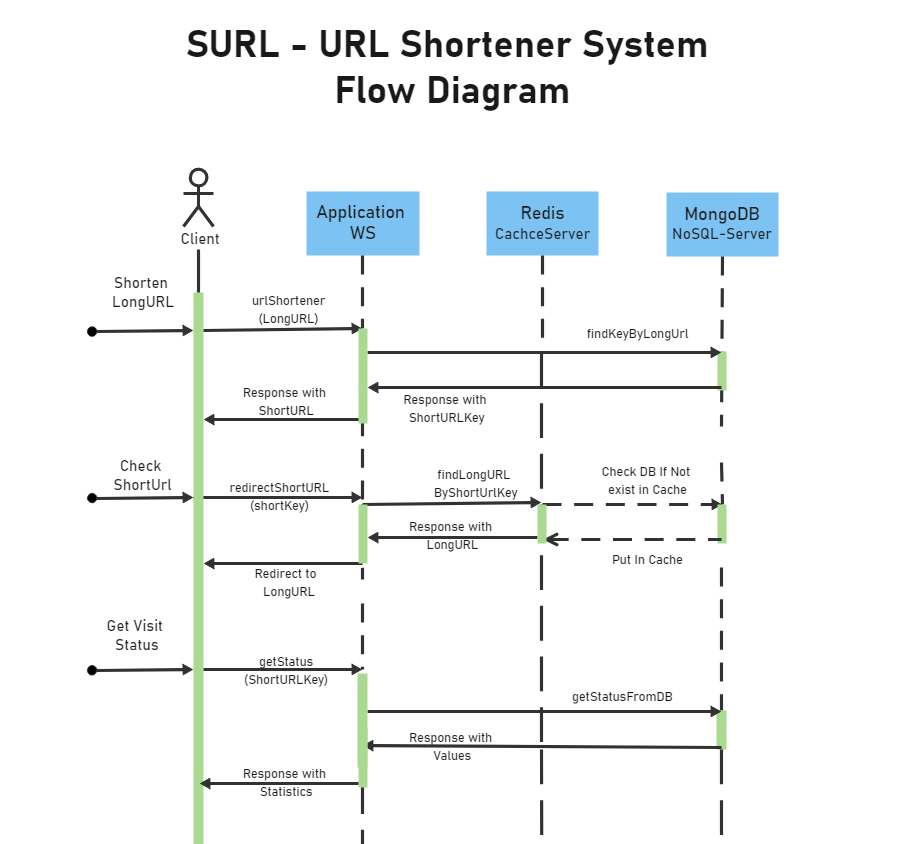 SURL - URL Shortener System
Flow Diagram
Client
Application
WS
Redis
CachceServer
MongoDB
NoSQL-Server
Shorten
LongURL
urlShortener
(LongURL)
findKeyByLongUrl
Response with
ShortURL
Response with
ShortURLKey
Check
ShortUrl
redirectShortURL
(shortKey)
findLongURL
ByShortUrlKey
Check DB If Not
exist in Cache
Response with
LongURL
Put In Cache
Redirect to
LongURL
Get Visit
Status
getStatus
(ShortURLKey)
getStatusFromDB
Response with
Values
Response with
Statistics